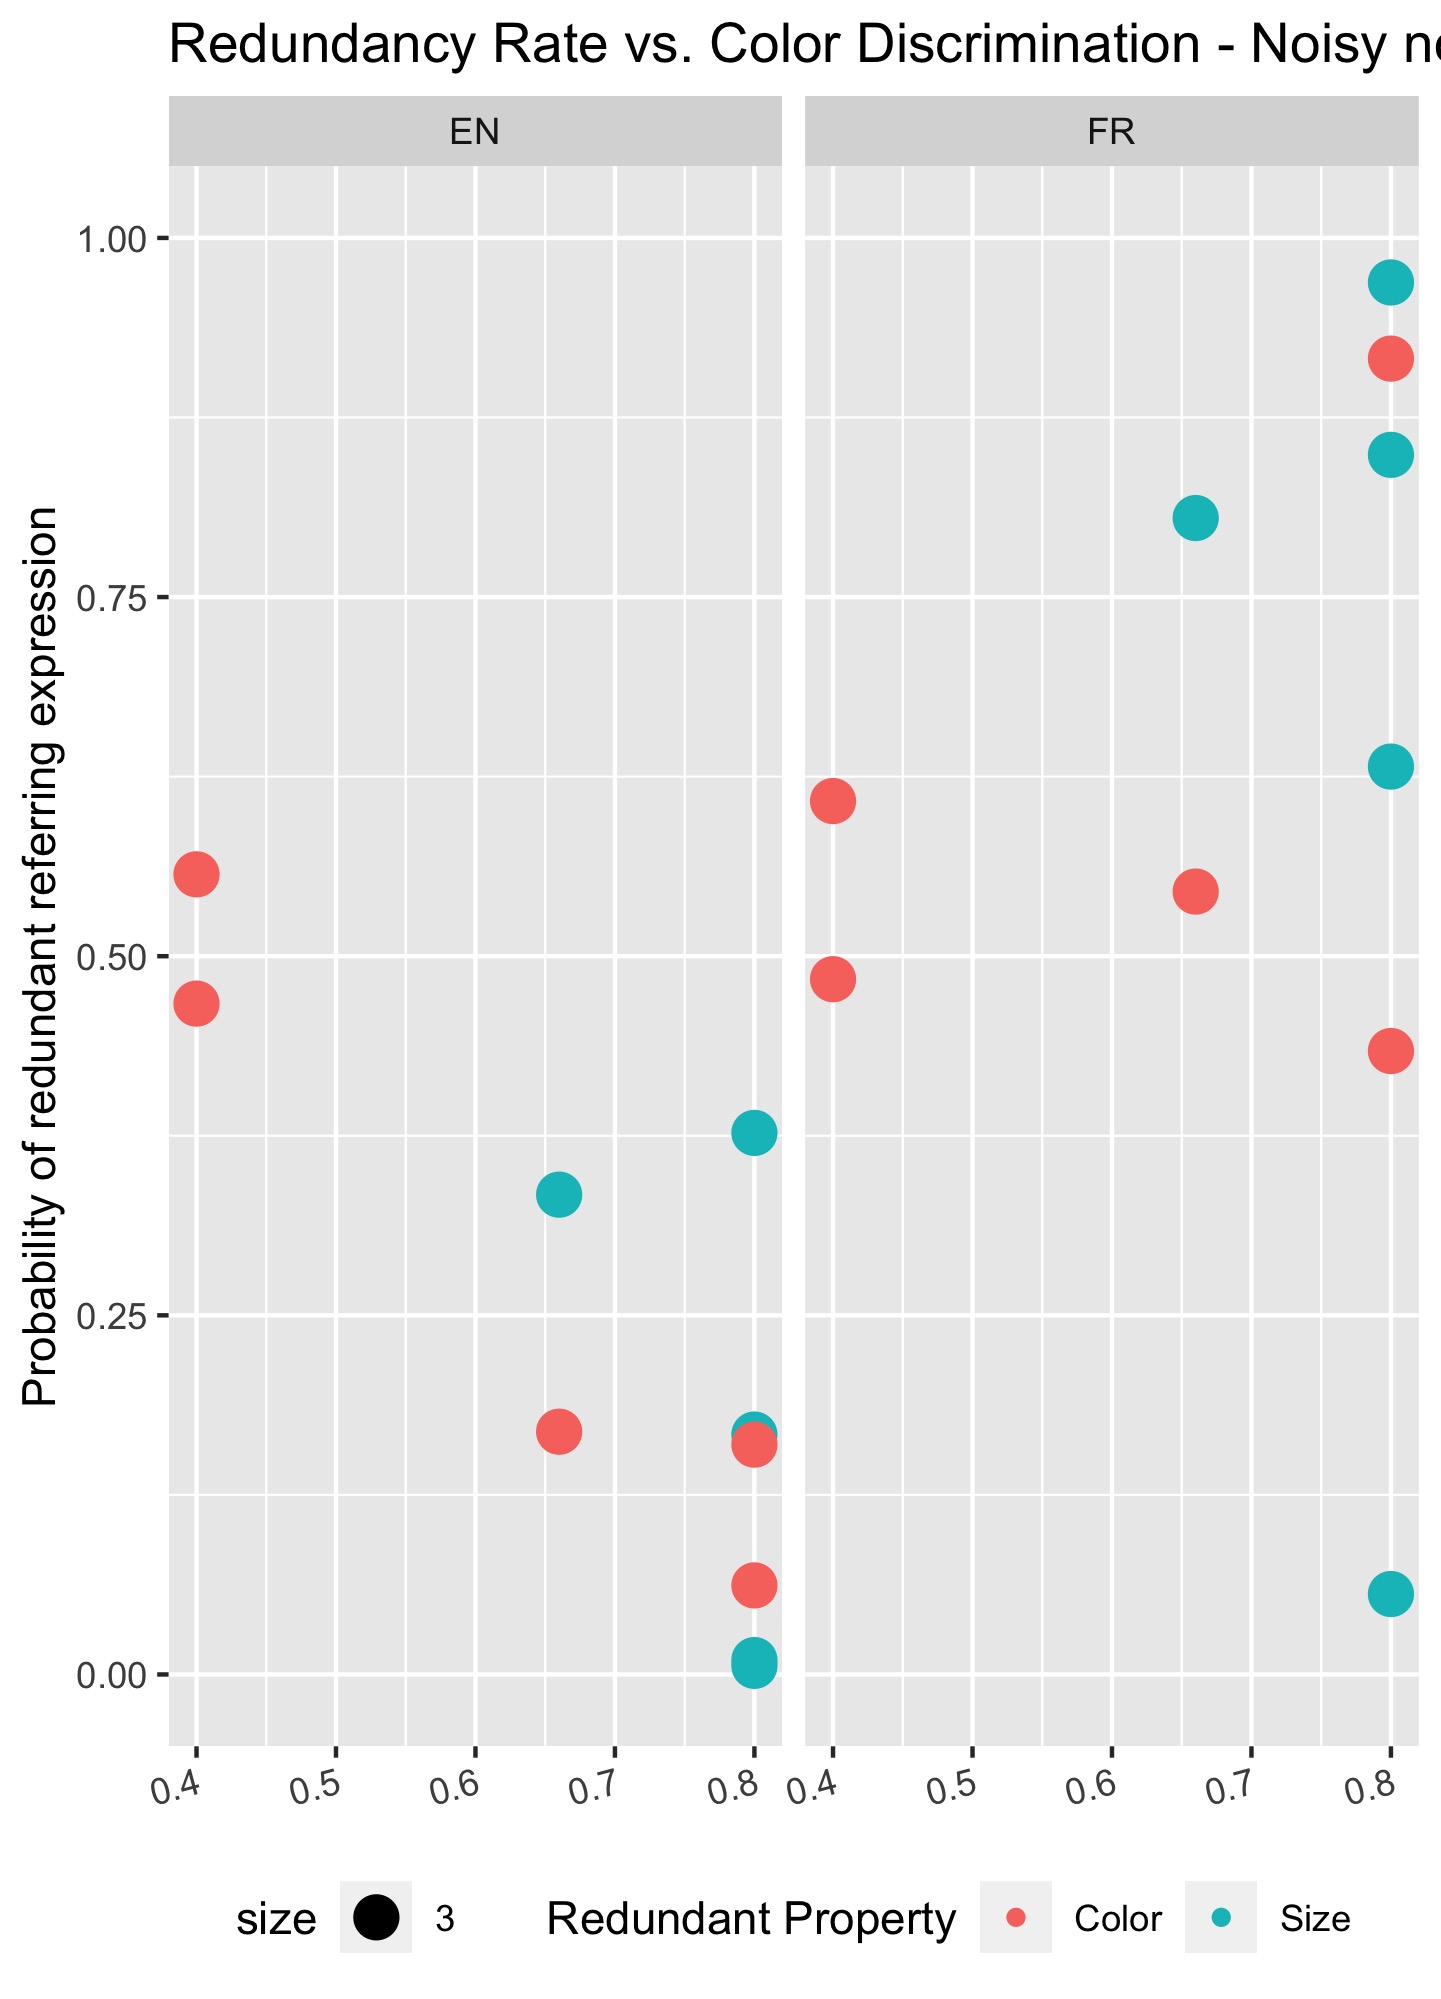 Redundancy Rate vs. Color Discrimination - Noisy
EN
FR
Probability of redundant referring expression
1.00
0.75
0.50
0.25
0.00
0.4 0.5 0.6 0.7 0.8
0.4 0.5 0.6 0.7 0.8
size 3 Redundant Property Color Size